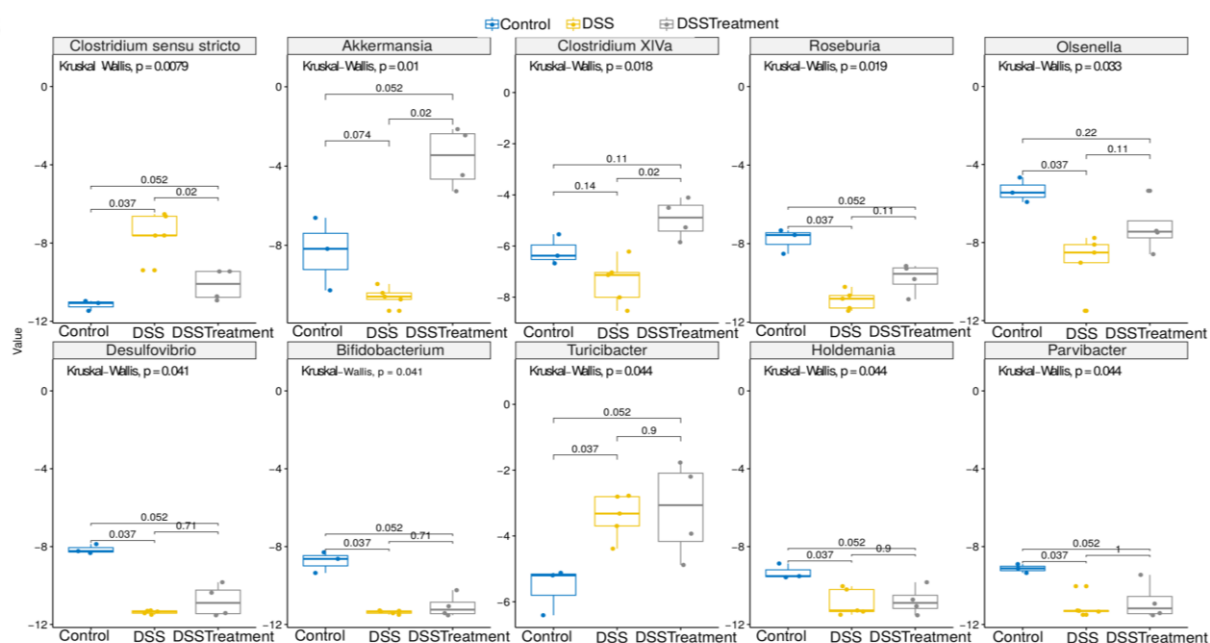 Control DSS DSSTreatment
Clostridium sensu stricto Akkermansia Clostridium XIVa Roseburia Olsenella
Kruskal Wallis, p = 0.0079 Kruskal-Wallis, p = 0.01 Kruskal-Wallis, p = 0.018 Kruskal-Wallis, p = 0.019 Kruskal-Wallis, p = 0.033
0 0 0 0 0
0.052 0.22
0.02 0.11
0.074 0.037
-2
-4 -4 -4 -4 -4
0.052 0.11 0.052
0.02 0.02 0.11
0.037 0.14 0.037
-8 -8 -6 -8 -8
-8
-12 -12 -12 -12
Control DSS DSSTreatment Control DSS DSSTreatment Control DSS DSSTreatment Control DSS DSSTreatment Control DSS DSSTreatment
Value
Desulfovibrio Bifidobacterium Turicibacter Holdemania Parvibacter
Kruskal-Wallis, p = 0.041 Kruskal-Wallis, p = 0.041 Kruskal-Wallis, p = 0.044 Kruskal-Wallis, p = 0.044 Kruskal-Wallis, p = 0.044
0 0 0 0 0
0.052
0.9
0.037
-4 -4 -2 -4 -4
-4
0.052 0.052 0.052 0.052
0.71 0.71 0.9 1
0.037 0.037 0.037 0.037
-8 -8 -6 -8 -8
-12 -12 -12 -12
Control DSS DSSTreatment Control DSS DSSTreatment Control DSS DSSTreatment Control DSS DSSTreatment Control DSS DSSTreatment